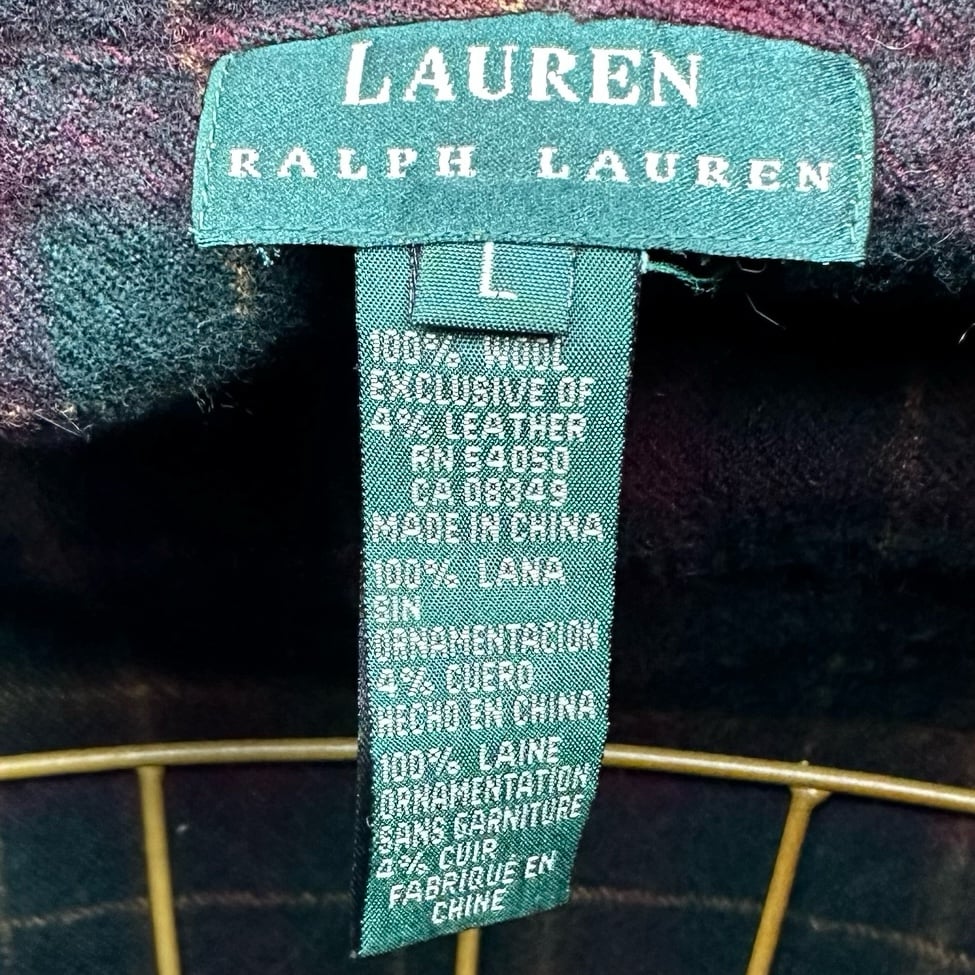 LAUREN
RALPH LAUREN
L
100% WOOL
EXCLUSIVE OF
4% LEATHER
RN 54050
CA 08349
MADE IN CHINA
100% LANA
SIN
ORNAMENTACION
4% CUERO
HECHO EN CHINA
100% LAINE
ORNAMENTATION
SANS GARNITURE
4% CUIR
FABRIQUE EN
CHINE